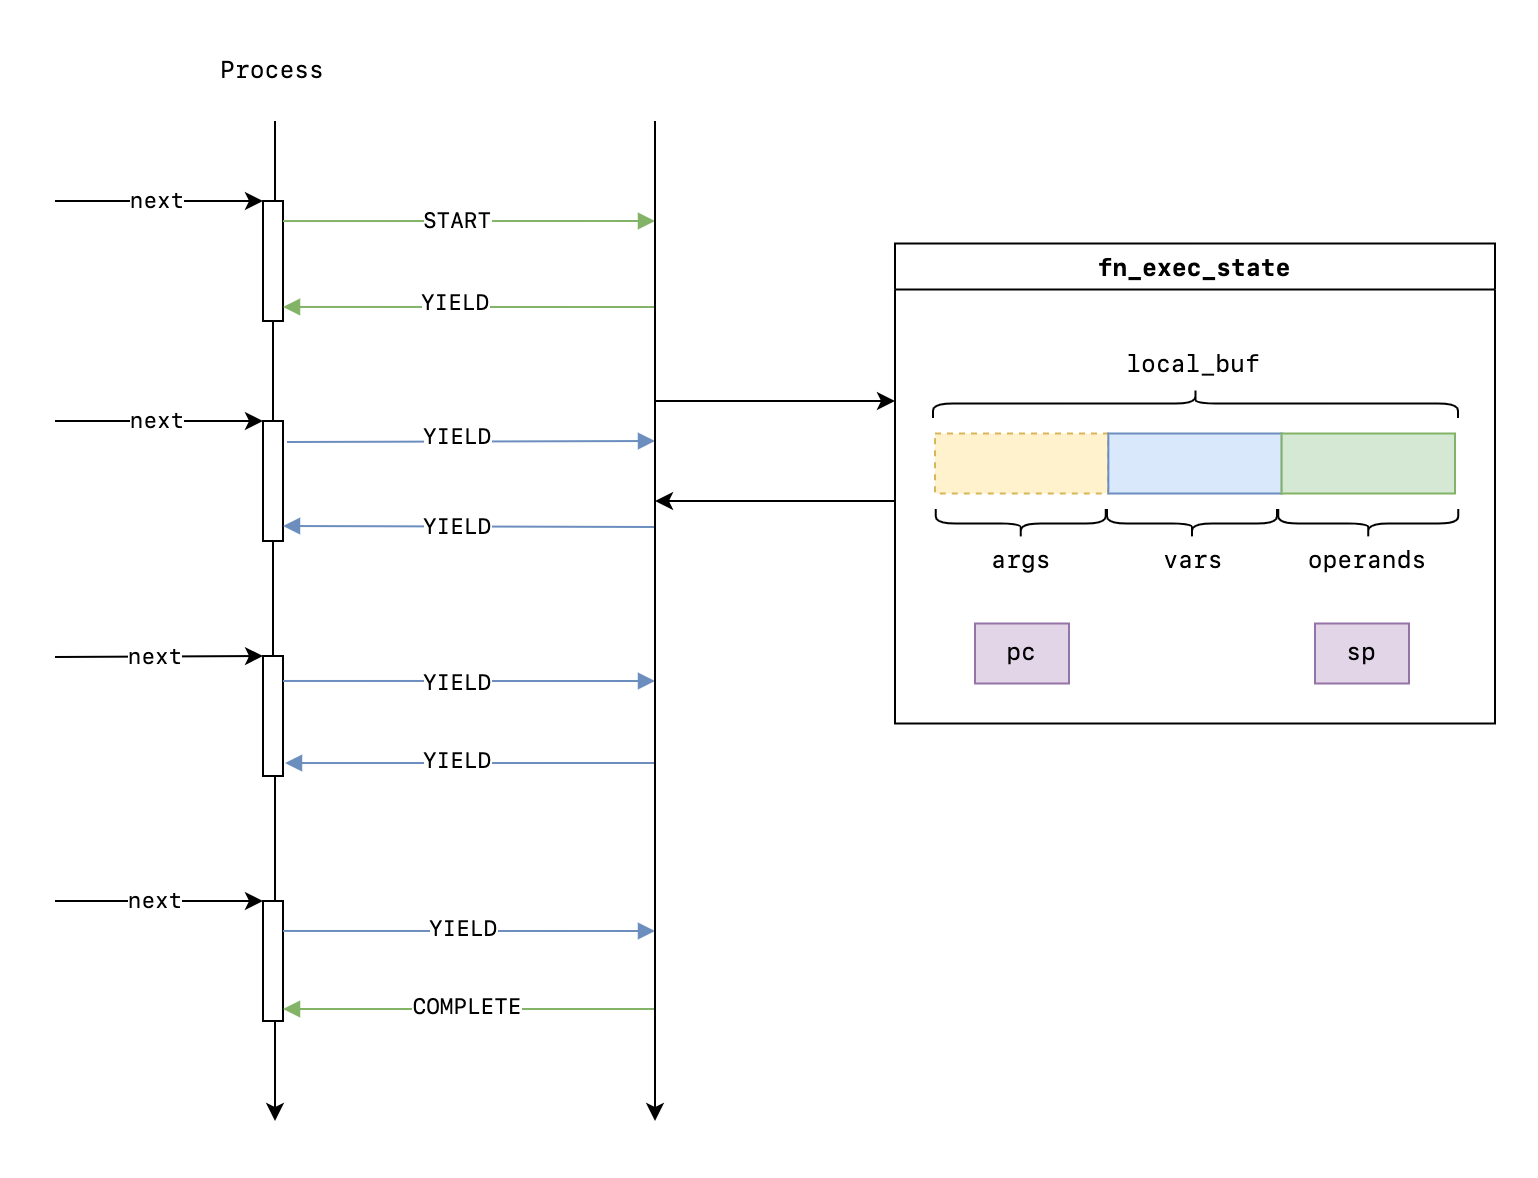 Process
next
START
YIELD
next
YIELD
YIELD
next
YIELD
YIELD
next
YIELD
COMPLETE
fn_exec_state
local_buf
args vars operands
pc sp